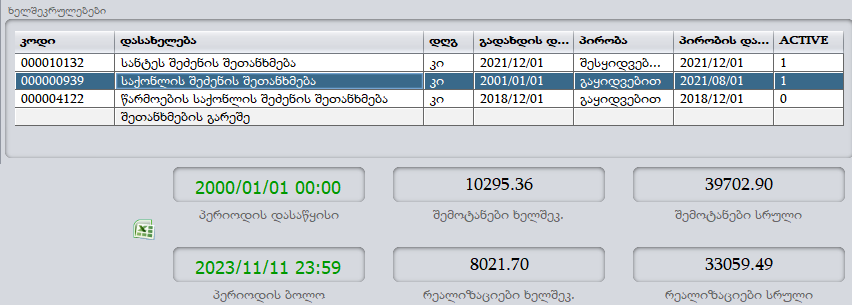 ხელშეკრულებები
კოდი დასახელება დღგ გადახდის დ... პირობა პირობის და... ACTIVE
000010132 სანტეს შეძენის შეთანხმება კი 2021/12/01 შესყიდვებ... 2021/12/01 1
000000939 საქონლის შეძენის შეთანხმება კი 2001/01/01 გაყიდვებით 2021/08/01 1
000004122 წარმოების საქონლის შეძენის შეთანხმება კი 2018/12/01 გაყიდვებით 2018/12/01 0
შეთანხმების გარეშე
2000/01/01 00:00 10295.36 39702.90
პერიოდის დასაწყისი შემოტანები ხელშეკ. შემოტანები სრული
2023/11/11 23:59 8021.70 33059.49
პერიოდის ბოლო რეალიზაციები ხელშეკ. რეალიზაციები სრული